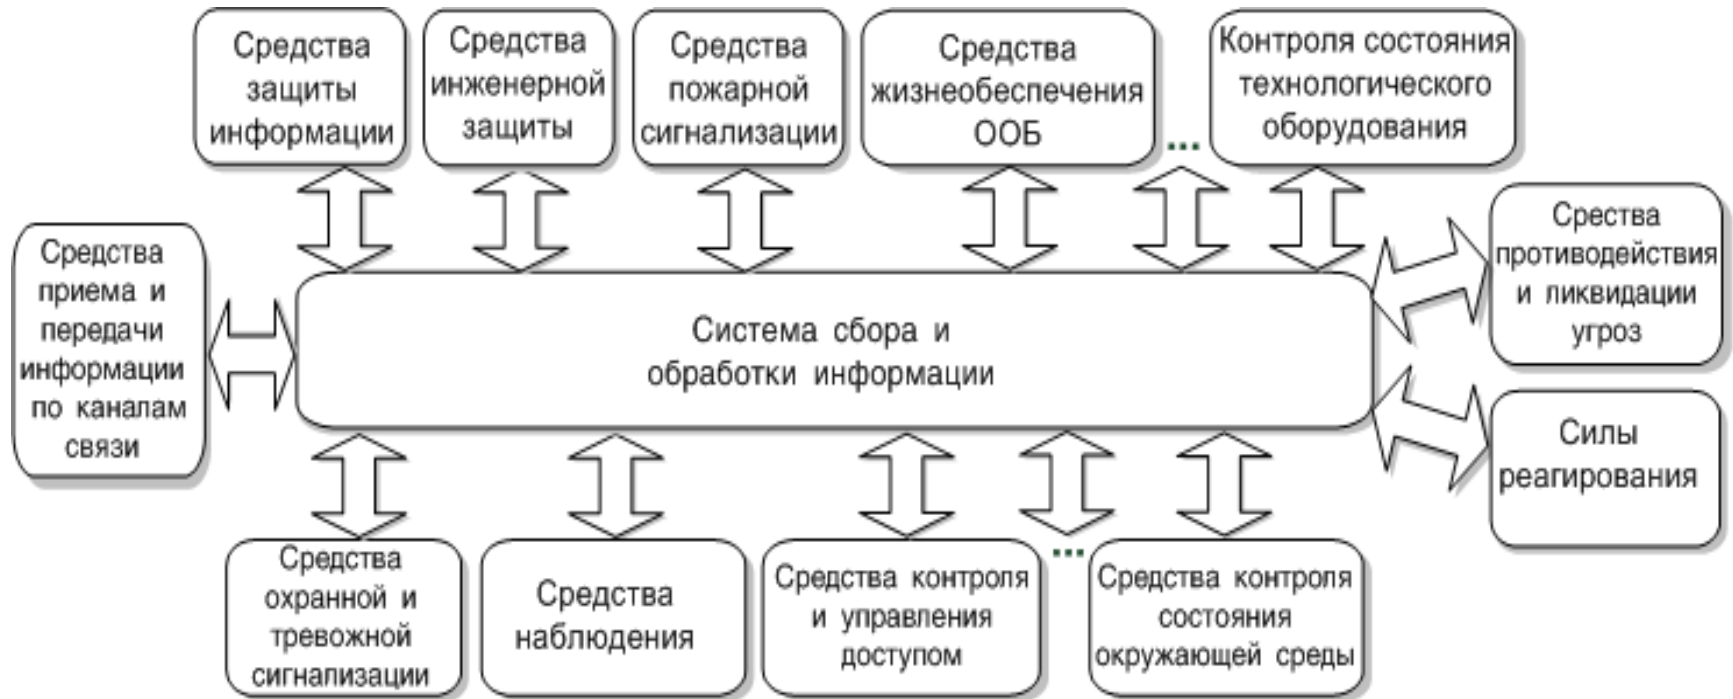 Средства
защиты
информации
Средства
инженерной
защиты
Средства
пожарной
сигнализации
Средства
жизнеобеспечения
ООБ
...
Контроля состояния
технологического
оборудования
Средства
приема и
передачи
информации
по каналам
связи
Система сбора и
обработки информации
Срества
противодействия
и ликвидации
угроз
Силы
реагирования
Средства
охранной и
тревожной
сигнализации
Средства
наблюдения
Средства контроля
и управления
доступом
...
Средства контроля
состояния
окружающей среды